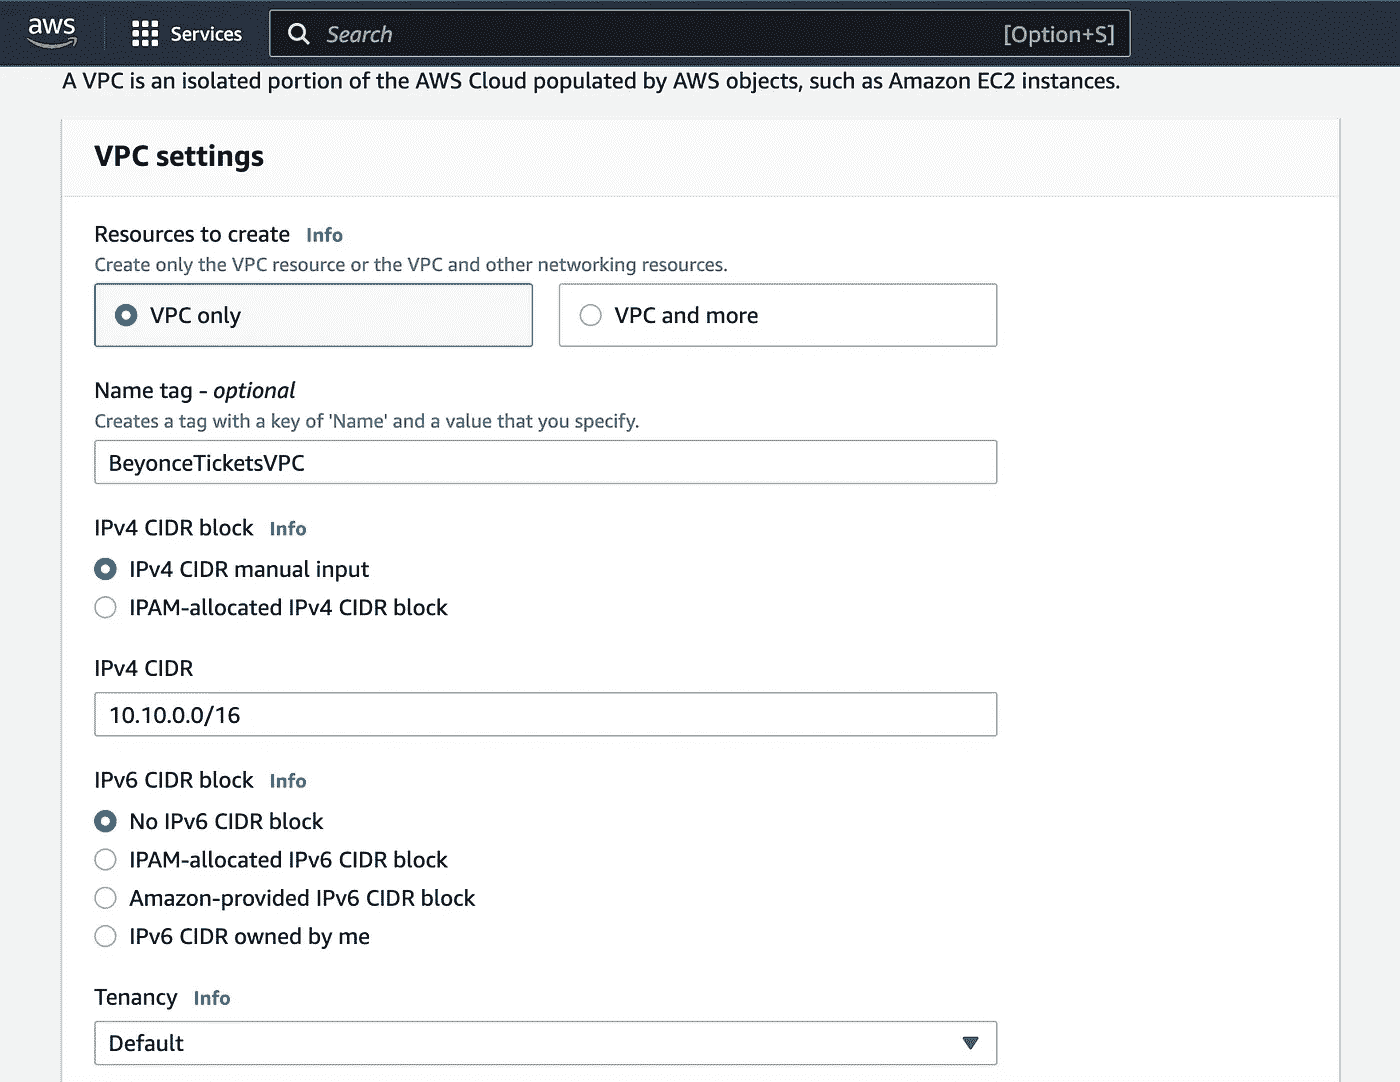 aws
Services
Search
[Option+S]
A VPC is an isolated portion of the AWS Cloud populated by AWS objects, such as Amazon EC2 instances.
VPC settings
Resources to create Info
Create only the VPC resource or the VPC and other networking resources.
VPC only
VPC and more
Name tag - optional
Creates a tag with a key of 'Name' and a value that you specify.
BeyonceTicketsVPC
IPv4 CIDR block Info
IPv4 CIDR manual input
IPAM-allocated IPv4 CIDR block
IPv4 CIDR
10.10.0.0/16
IPv6 CIDR block Info
No IPv6 CIDR block
IPAM-allocated IPv6 CIDR block
Amazon-provided IPv6 CIDR block
IPv6 CIDR owned by me
Tenancy Info
Default